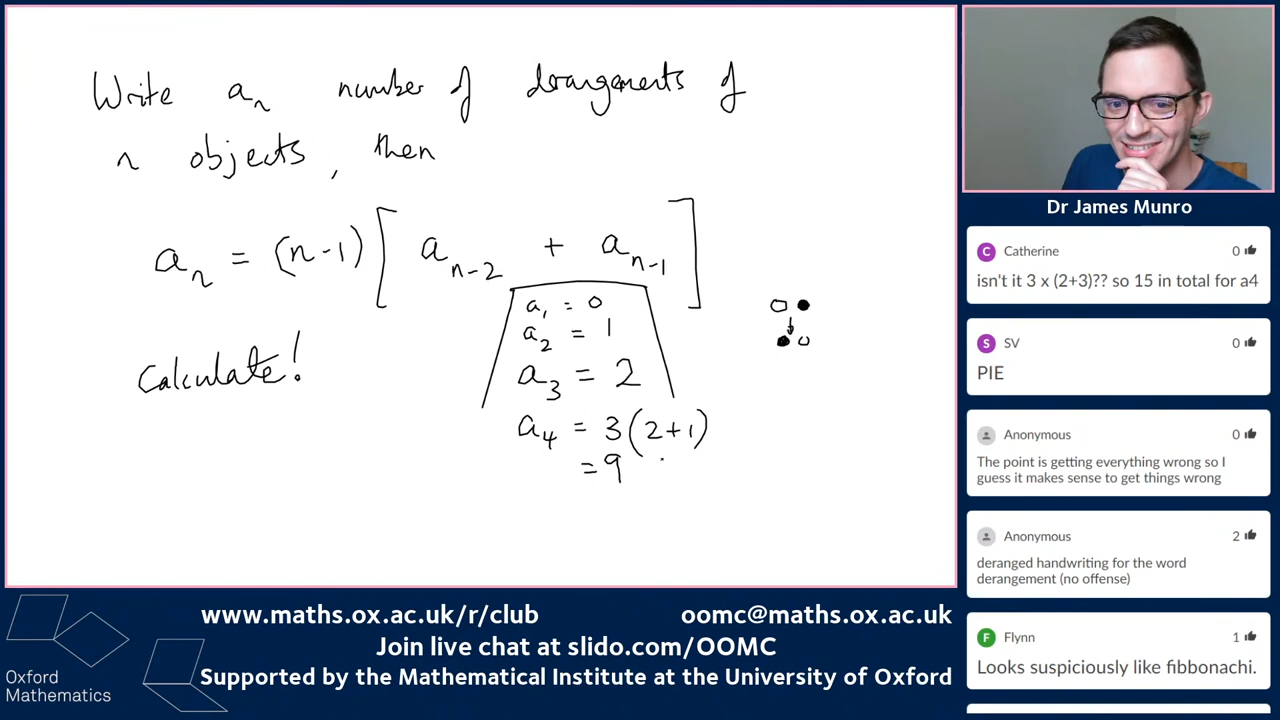 Write aₙ number of derangements of
n objects, then
aₙ = (n-1) [ aₙ₋₂ + aₙ₋₁ ]
Calculate!
a₁ = 0
a₂ = 1
a₃ = 2
a₄ = 3(2+1)
= 9
Dr James Munro
Catherine 0
isn't it 3 x (2+3)?? so 15 in total for a4
SV 0
PIE
Anonymous 0
The point is getting everything wrong so I
guess it makes sense to get things wrong
Anonymous 2
deranged handwriting for the word
derangement (no offense)
Flynn 1
Looks suspiciously like fibbonachi.
Oxford
Mathematics
www.maths.ox.ac.uk/r/club oomc@maths.ox.ac.uk
Join live chat at slido.com/OOMC
Supported by the Mathematical Institute at the University of Oxford